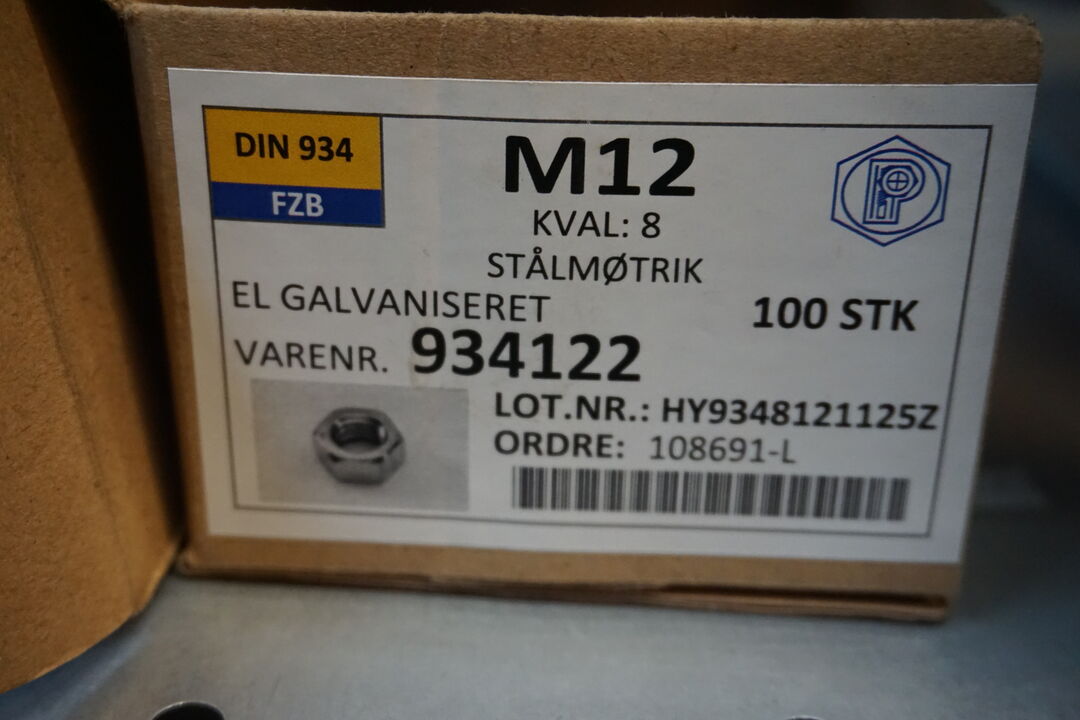 DIN 934
FZB
M12
KVAL: 8
STÅLMØTRIK
EL GALVANISERET
100 STK
VARENR. 934122
LOT.NR.: HY9348121125Z
ORDRE: 108691-L